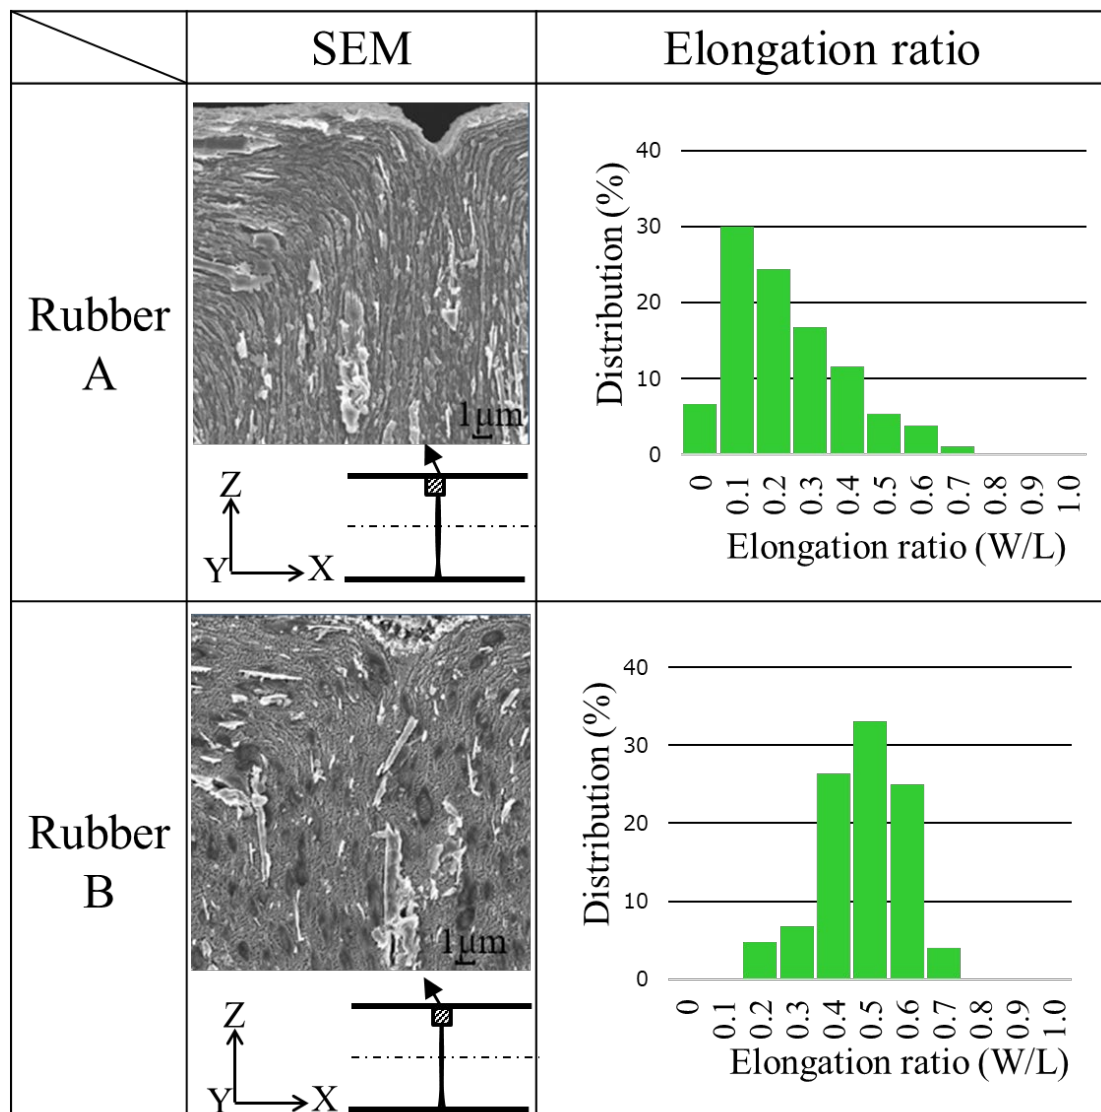 SEM
Elongation ratio
Rubber
A
1μm
Z
Y
X
Distribution (%)
40
30
20
10
0
0
0.1
0.2
0.3
0.4
0.5
0.6
0.7
0.8
0.9
1.0
Elongation ratio (W/L)
Rubber
B
1μm
Z
Y
X
Distribution (%)
40
30
20
10
0
0
0.1
0.2
0.3
0.4
0.5
0.6
0.7
0.8
0.9
1.0
Elongation ratio (W/L)